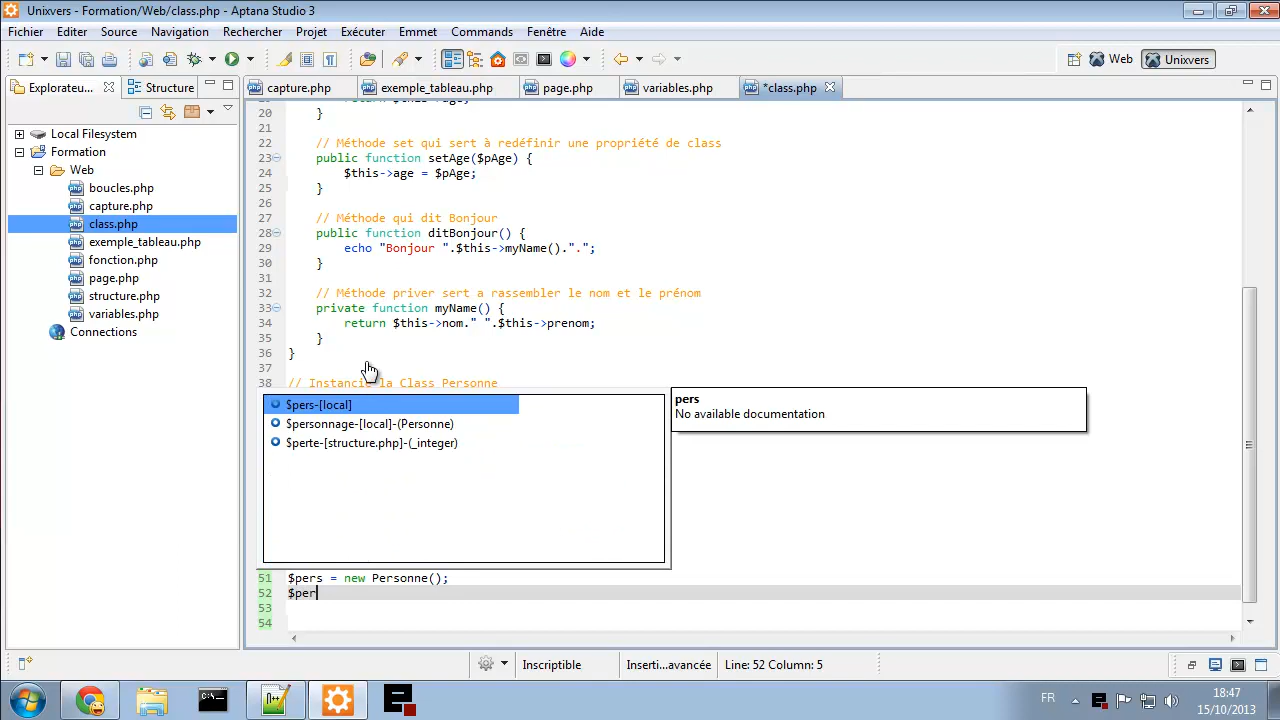 Unixvers - Formation/Web/class.php - Aptana Studio 3
Fichier Editer Source Navigation Rechercher Projet Exécuter Emmet Commands Fenêtre Aide
Web Unixvers
Explorateu... Structure capture.php exemple_tableau.php page.php variables.php *class.php
Local Filesystem
Formation
Web
boucles.php
capture.php
class.php
exemple_tableau.php
fonction.php
page.php
structure.php
variables.php
Connections
20 }
21
22 // Méthode set qui sert à redéfinir une propriété de class
23 public function setAge($pAge) {
24 $this->age = $pAge;
25 }
26
27 // Méthode qui dit Bonjour
28 public function ditBonjour() {
29 echo "Bonjour ".$this->myName().".";
30 }
31
32 // Méthode priver sert a rassembler le nom et le prénom
33 private function myName() {
34 return $this->nom." ".$this->prenom;
35 }
36 }
37
38 // Instancie la Class Personne
$pers-[local]
$personnage-[local]-(Personne)
$perte-[structure.php]-(_integer)
pers
No available documentation
51 $pers = new Personne();
52 $per
53
54
Inscriptible Inserti...avancée Line: 52 Column: 5
FR 18:47
15/10/2013